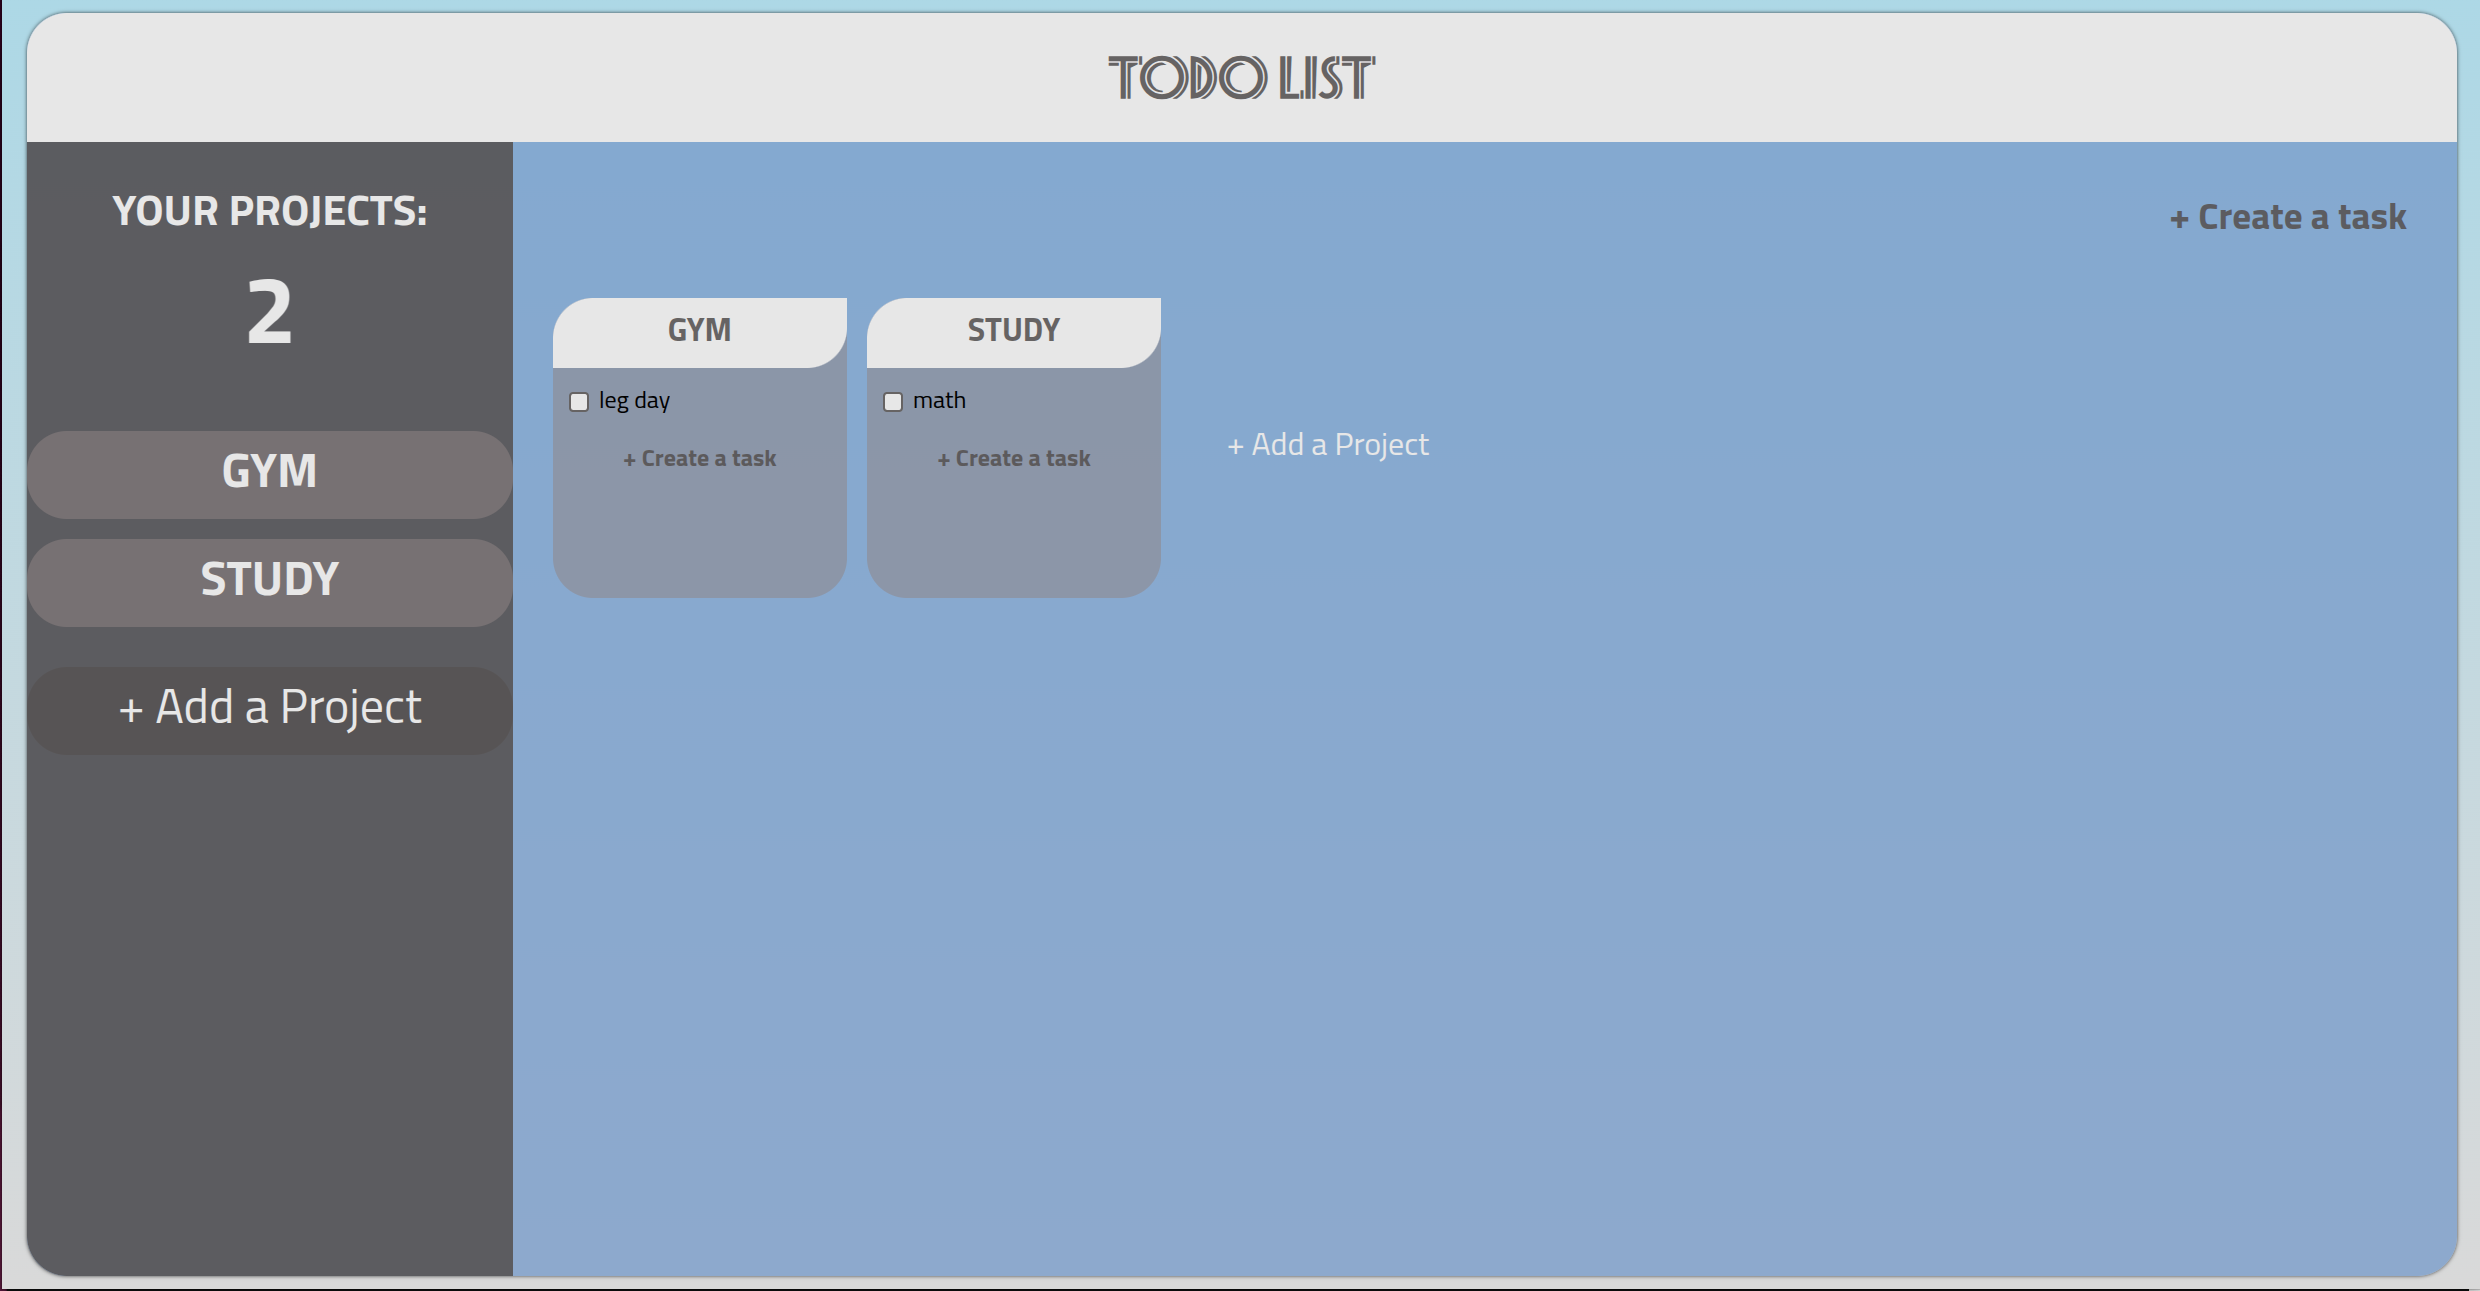 TODO LIST
YOUR PROJECTS:
2
GYM
STUDY
+ Add a Project
+ Create a task
GYM
leg day
+ Create a task
STUDY
math
+ Create a task
+ Add a Project